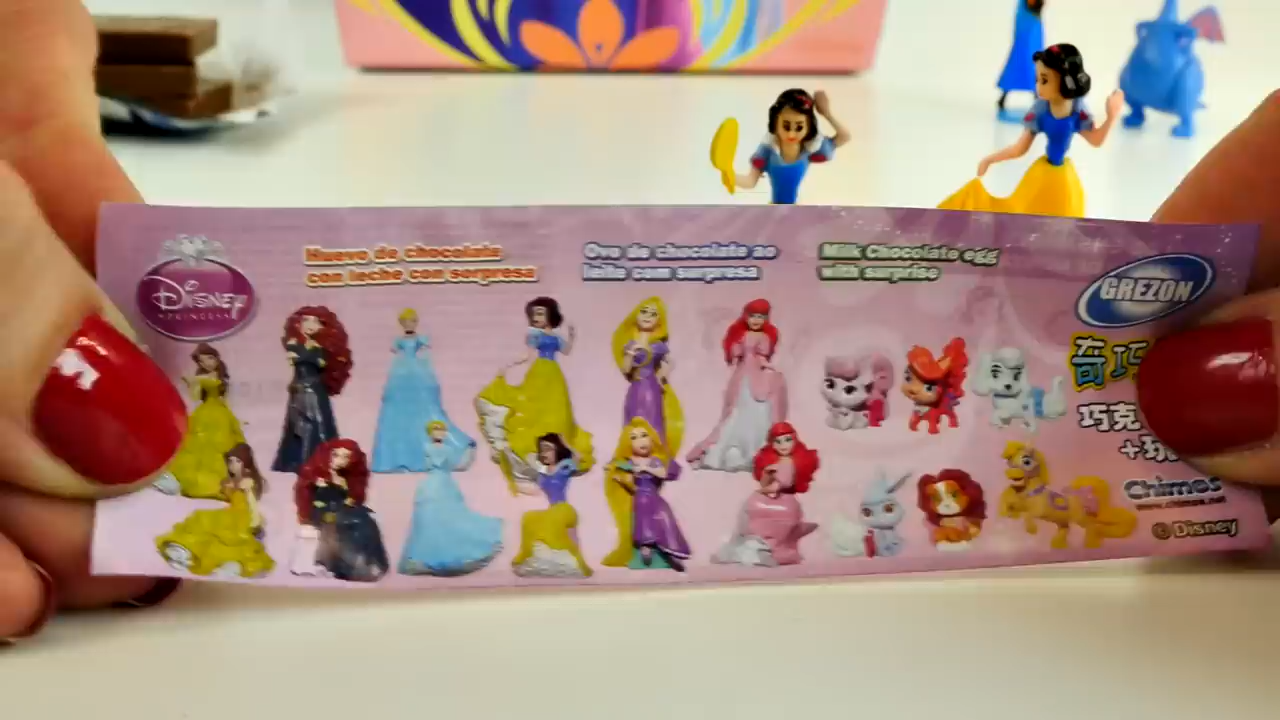 Disney
PRINCESS
Huevo de chocolate
con leche con sorpresa
Ovo de chocolate ao
leite com surpresa
Milk Chocolate egg
with surprise
GREZON
奇巧
巧克
Chimos
© Disney